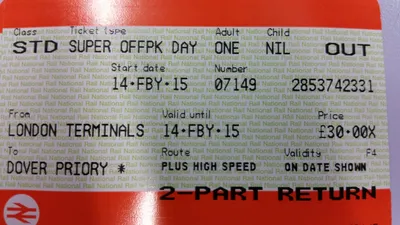 Class Ticket type Adult Child
STD SUPER OFFPK DAY ONE NIL OUT
Start date Number
14·FBY·15 07149 2853742331
From Valid until Price
LONDON TERMINALS 14·FBY·15 £30.00X
To Route Validity F4
DOVER PRIORY * PLUS HIGH SPEED ON DATE SHOWN
2-PART RETURN